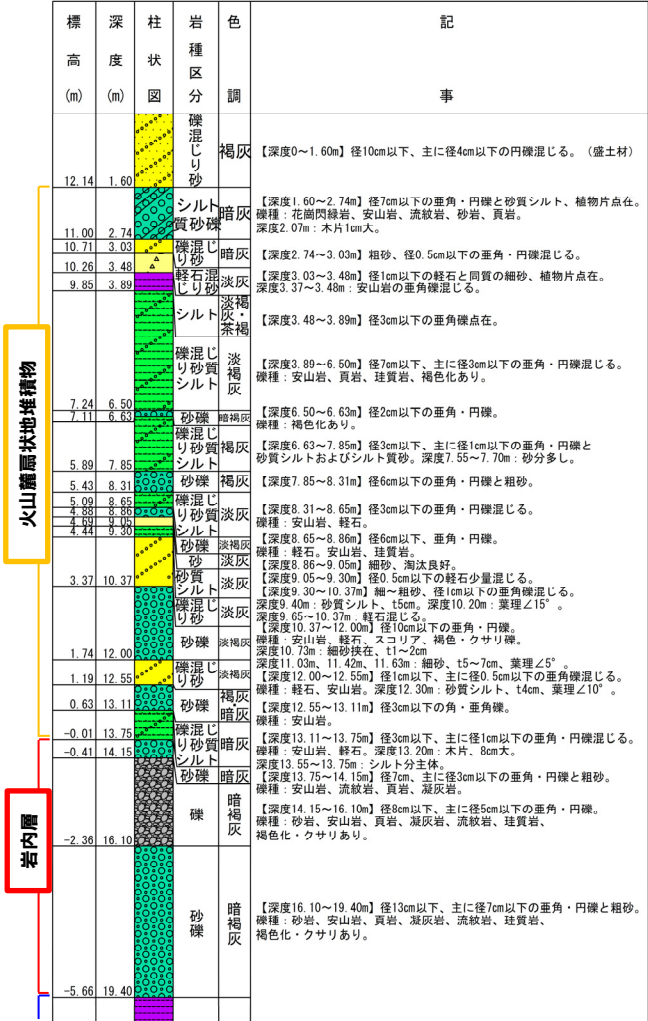 標高(m)
深度(m)
柱状図
岩種区分
色調
記事
火山麓扇状地堆積物
岩内層
12.14 1.60
礫混じり砂
褐灰
【深度0～1.60m】径10cm以下、主に径4cm以下の円礫混じる。（盛土材）
11.00 2.74
シルト質砂礫
暗灰
【深度1.60～2.74m】径7cm以下の亜角・円礫と砂質シルト、植物片点在。
礫種：花崗閃緑岩、安山岩、流紋岩、砂岩、頁岩。
深度2.07m：木片1cm大。
10.71 3.03
礫混じり砂
暗灰
【深度2.74～3.03m】粗砂、径0.5cm以下の亜角・円礫混じる。
10.26 3.48
軽石混じり砂
淡灰
【深度3.03～3.48m】径1cm以下の軽石と同質の細砂、植物片点在。
深度3.37～3.48m：安山岩の亜角礫混じる。
9.85 3.89
シルト
淡褐灰・茶褐
【深度3.48～3.89m】径3cm以下の亜角礫点在。
7.24 6.50
礫混じり砂質シルト
淡褐灰
【深度3.89～6.50m】径7cm以下、主に径3cm以下の亜角・円礫混じる。
礫種：安山岩、頁岩、珪質岩、褐色化あり。
7.11 6.63
砂礫
暗褐灰
【深度6.50～6.63m】径2cm以下の亜角・円礫。
礫種：褐色化あり。
5.89 7.85
礫混じり砂質シルト
褐灰
【深度6.63～7.85m】径3cm以下、主に径1cm以下の亜角・円礫と
砂質シルトおよびシルト質砂。深度7.55～7.70m：砂分多し。
5.43 8.31
砂礫
褐灰
【深度7.85～8.31m】径6cm以下の亜角・円礫と粗砂。
5.09 8.65
礫混じり砂質シルト
淡灰
【深度8.31～8.65m】径3cm以下の亜角・円礫混じる。
礫種：安山岩、軽石。
4.88 8.86
砂礫
淡褐灰
【深度8.65～8.86m】径6cm以下、亜角・円礫。
礫種：軽石、安山岩、珪質岩。
4.69 9.05
砂
淡灰
【深度8.86～9.05m】細砂、淘汰良好。
4.44 9.30
砂質シルト
淡灰
【深度9.05～9.30m】径0.5cm以下の軽石少量混じる。
3.37 10.37
礫混じり砂
淡灰
【深度9.30～10.37m】細～粗砂、径1cm以下の亜角礫混じる。
深度9.40m：砂質シルト、t5cm。深度10.20m：葉理∠15°。
深度9.65～10.37m：軽石混じる。
1.74 12.00
砂礫
淡褐灰
【深度10.37～12.00m】径10cm以下の亜角・円礫。
礫種：安山岩、軽石、スコリア、褐色・クサリ礫。
深度10.73m：細砂挟在、t1～2cm
深度11.03m、11.42m、11.63m：細砂、t5～7cm、葉理∠5°。
1.19 12.55
礫混じり砂
淡褐灰
【深度12.00～12.55m】径1cm以下、主に径0.5cm以下の亜角礫混じる。
礫種：軽石、安山岩。深度12.30m：砂質シルト、t4cm、葉理∠10°。
0.63 13.11
砂礫
褐灰・暗灰
【深度12.55～13.11m】径3cm以下の角・亜角礫。
礫種：安山岩。
-0.01 13.75
礫混じり砂質シルト
暗灰
【深度13.11～13.75m】径3cm以下、主に径1cm以下の亜角・円礫混じる。
礫種：安山岩、軽石。深度13.20m：木片、8cm大。
深度13.55～13.75m：シルト分主体。
-0.41 14.15
砂礫
暗灰
【深度13.75～14.15m】径7cm、主に径3cm以下の亜角・円礫と粗砂。
礫種：安山岩、流紋岩、頁岩、凝灰岩。
-2.36 16.10
礫
暗褐灰
【深度14.15～16.10m】径8cm以下、主に径5cm以下の亜角・円礫。
礫種：砂岩、安山岩、頁岩、凝灰岩、流紋岩、珪質岩、
褐色化・クサリあり。
-5.66 19.40
砂礫
暗褐灰
【深度16.10～19.40m】径13cm以下、主に径7cm以下の亜角・円礫と粗砂。
礫種：砂岩、安山岩、頁岩、凝灰岩、流紋岩、珪質岩、
褐色化・クサリあり。